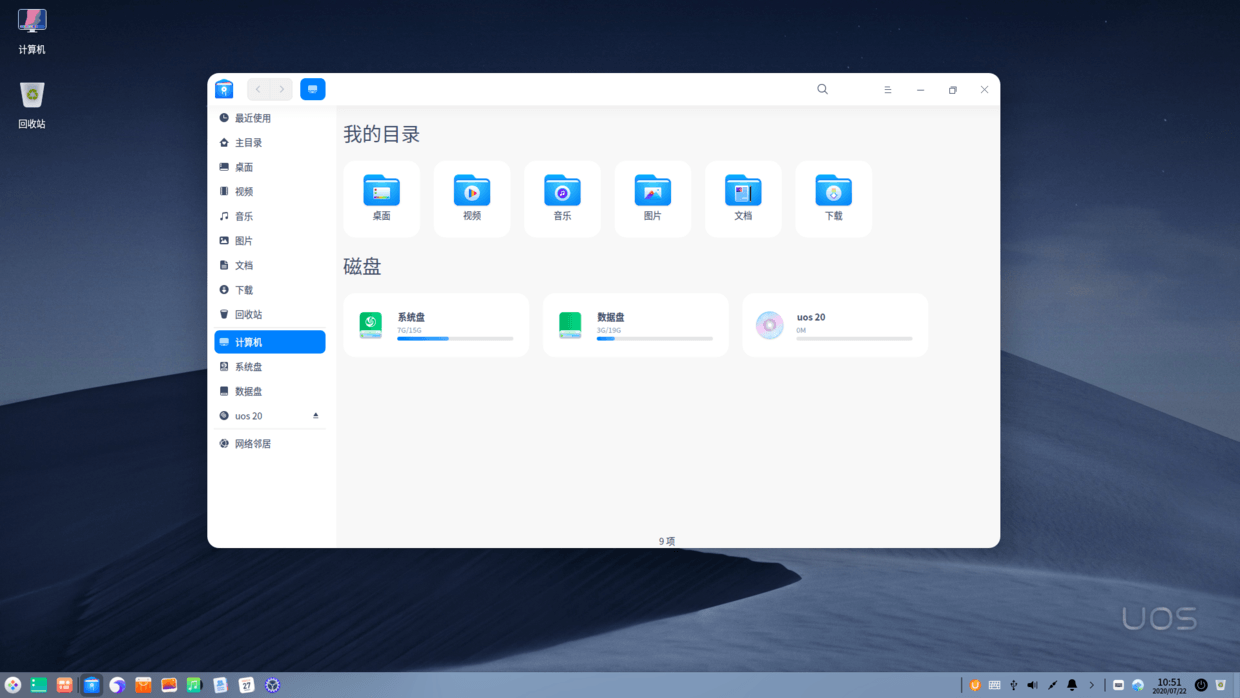 计算机
回收站
最近使用
主目录
桌面
视频
音乐
图片
文档
下载
回收站
计算机
系统盘
数据盘
uos 20
网络邻居
我的目录
桌面
视频
音乐
图片
文档
下载
磁盘
系统盘
7G/15G
数据盘
3G/19G
uos 20
0M
9 项
UOS
27
10:51
2020/07/22